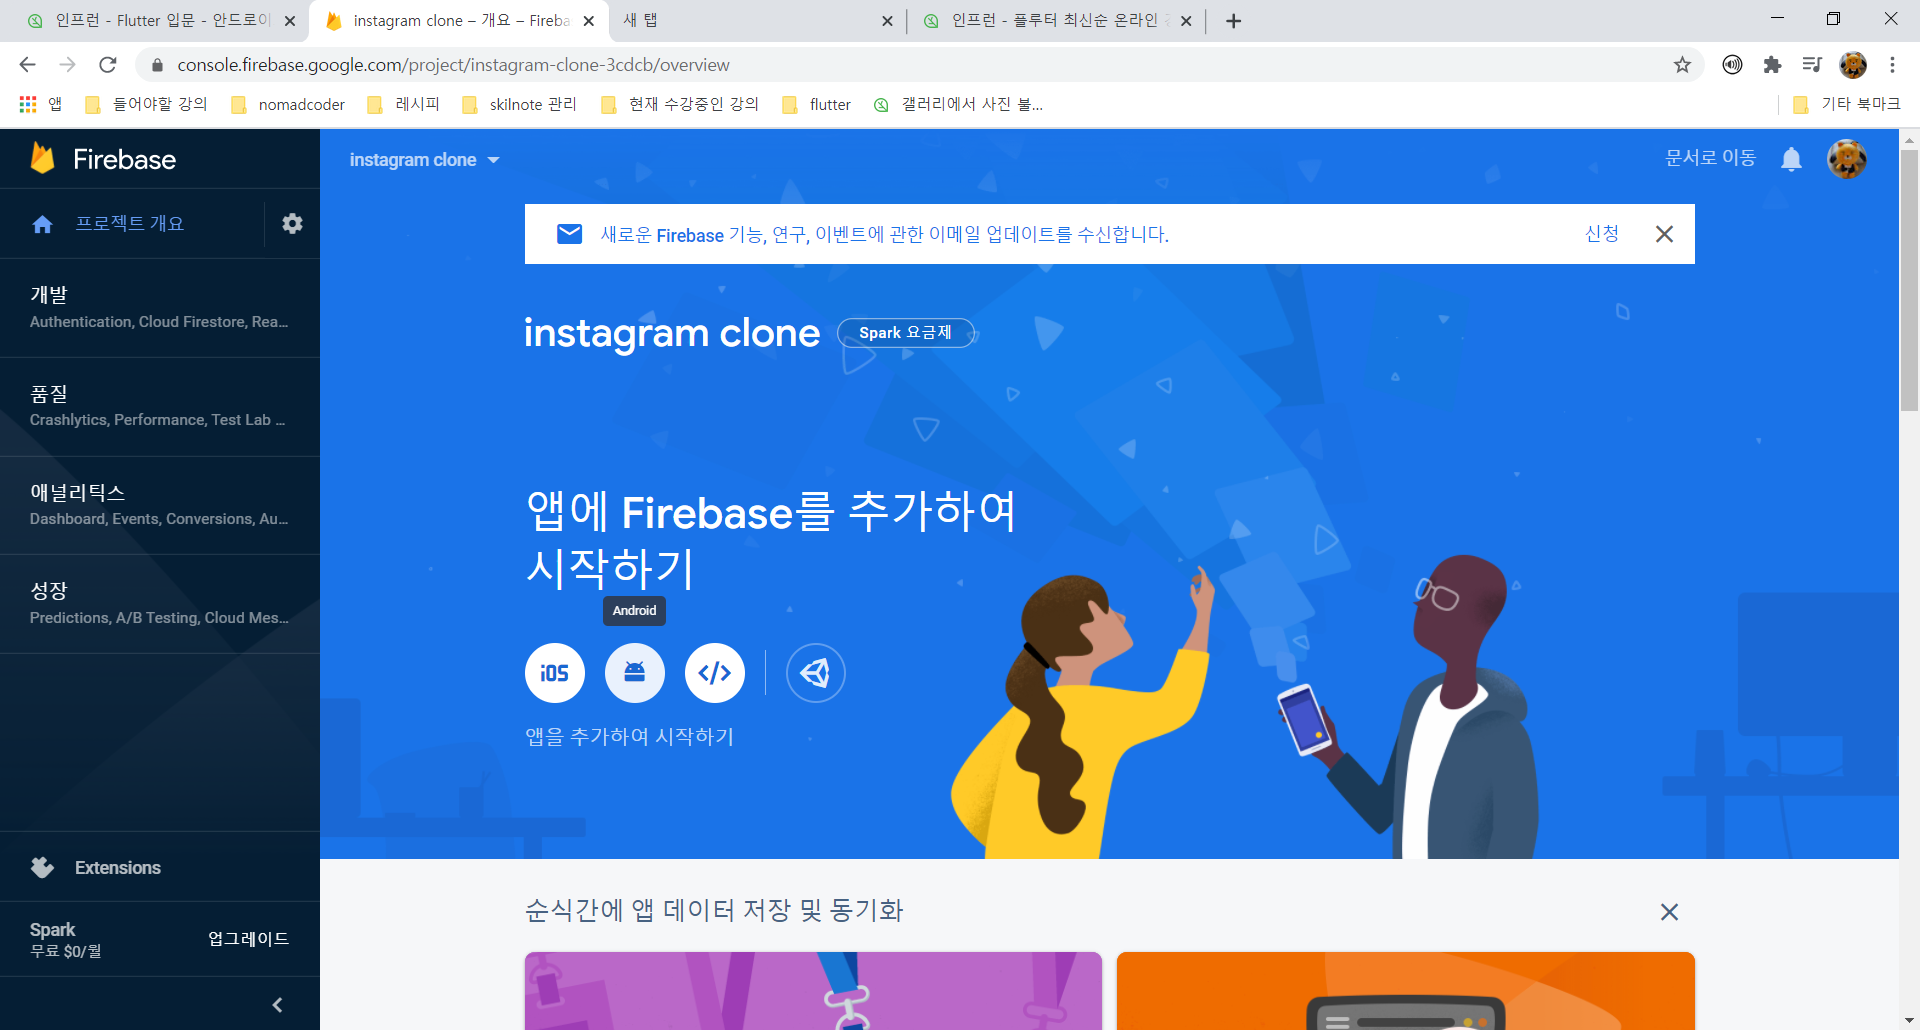 인프런 - Flutter 입문 - 안드로이
instagram clone – 개요 – Fireba
새 탭
인프런 - 플루터 최신순 온라인
console.firebase.google.com/project/instagram-clone-3cdcb/overview
앱
들어야할 강의
nomadcoder
레시피
skilnote 관리
현재 수강중인 강의
flutter
갤러리에서 사진 불...
기타 북마크
Firebase
instagram clone
문서로 이동
프로젝트 개요
새로운 Firebase 기능, 연구, 이벤트에 관한 이메일 업데이트를 수신합니다.
신청
개발
Authentication, Cloud Firestore, Rea...
instagram clone
Spark 요금제
품질
Crashlytics, Performance, Test Lab ...
애널리틱스
Dashboard, Events, Conversions, Au...
앱에 Firebase를 추가하여
시작하기
성장
Predictions, A/B Testing, Cloud Mes...
Android
iOS
앱을 추가하여 시작하기
Extensions
순식간에 앱 데이터 저장 및 동기화
Spark
무료 $0/월
업그레이드